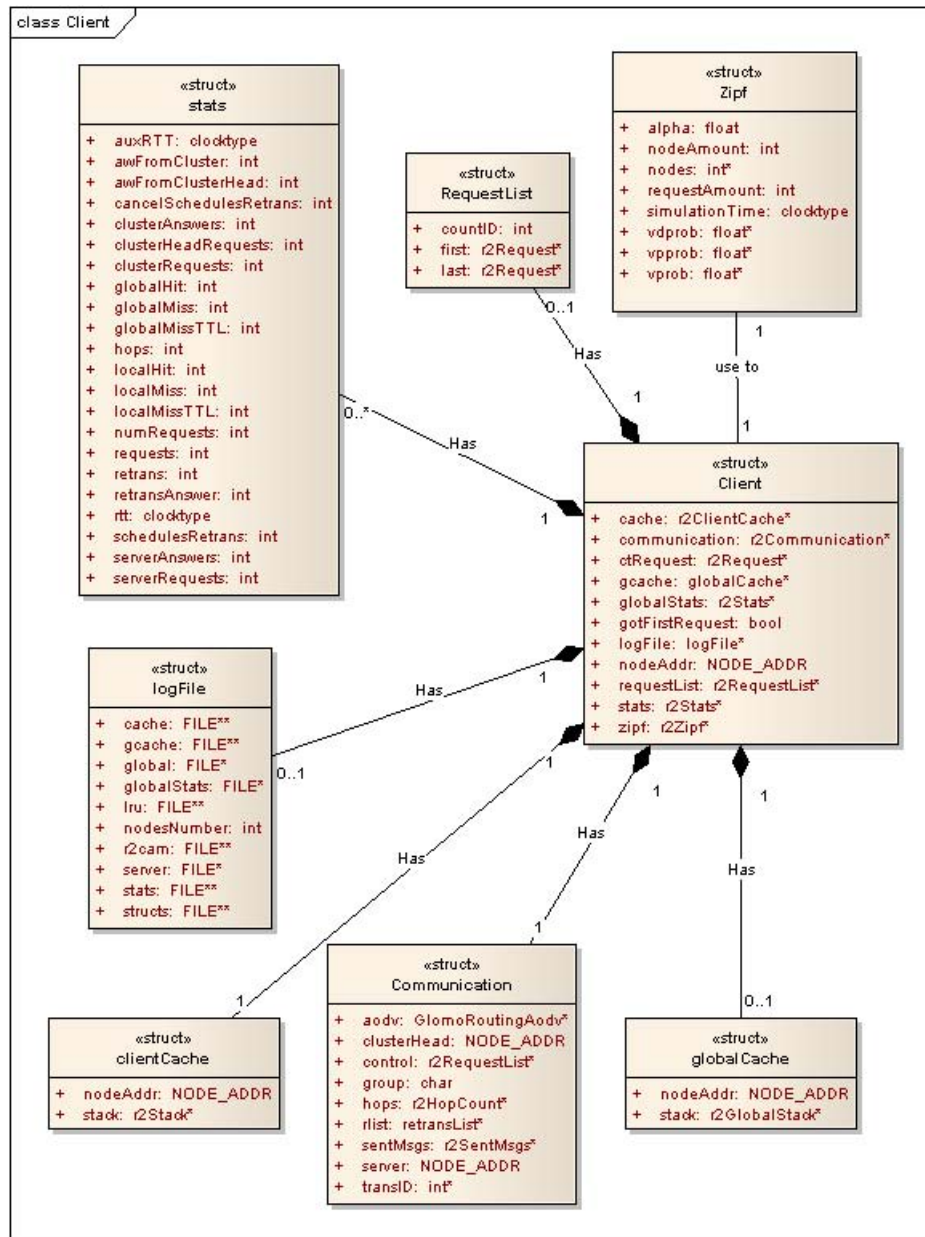 class Client
«struct»
stats
+ auxRTT: clocktype
+ awFromCluster: int
+ awFromClusterHead: int
+ cancelSchedulesRetrans: int
+ clusterAnswers: int
+ clusterHeadRequests: int
+ clusterRequests: int
+ globalHit: int
+ globalMiss: int
+ globalMissTTL: int
+ hops: int
+ localHit: int
+ localMiss: int
+ localMissTTL: int
+ numRequests: int
+ requests: int
+ retrans: int
+ retransAnswer: int
+ rtt: clocktype
+ schedulesRetrans: int
+ serverAnswers: int
+ serverRequests: int
«struct»
RequestList
+ countID: int
+ first: r2Request*
+ last: r2Request*
«struct»
Zipf
+ alpha: float
+ nodeAmount: int
+ nodes: int*
+ requestAmount: int
+ simulationTime: clocktype
+ vdprob: float*
+ vpprob: float*
+ vprob: float*
0..1
Has
1
1
use to
1
0..*
Has
1
«struct»
Client
+ cache: r2ClientCache*
+ communication: r2Communication*
+ ctRequest: r2Request*
+ gcache: globalCache*
+ globalStats: r2Stats*
+ gotFirstRequest: bool
+ logFile: logFile*
+ nodeAddr: NODE_ADDR
+ requestList: r2RequestList*
+ stats: r2Stats*
+ zipf: r2Zipf*
«struct»
logFile
+ cache: FILE**
+ gcache: FILE**
+ global: FILE*
+ globalStats: FILE*
+ lru: FILE**
+ nodesNumber: int
+ r2cam: FILE**
+ server: FILE*
+ stats: FILE**
+ structs: FILE**
1
Has
0..1
1
Has
1
1
Has
1
1
Has
0..1
«struct»
clientCache
+ nodeAddr: NODE_ADDR
+ stack: r2Stack*
«struct»
Communication
+ aodv: GlomoRoutingAodv*
+ clusterHead: NODE_ADDR
+ control: r2RequestList*
+ group: char
+ hops: r2HopCount*
+ rlist: retransList*
+ sentMsgs: r2SentMsgs*
+ server: NODE_ADDR
+ transID: int*
«struct»
globalCache
+ nodeAddr: NODE_ADDR
+ stack: r2GlobalStack*